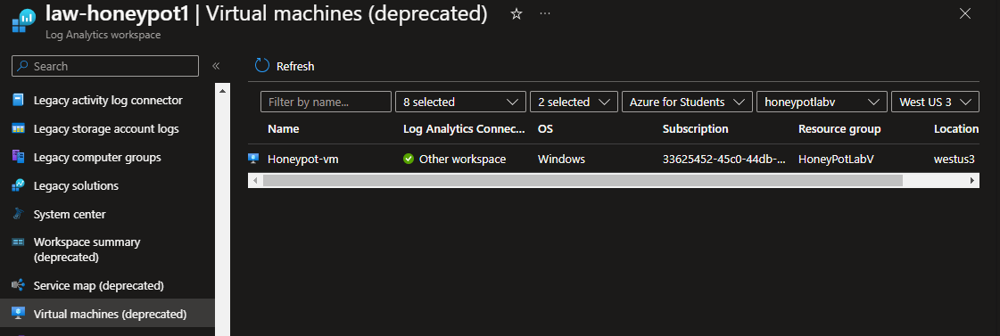 law-honeypot1 | Virtual machines (deprecated)
Log Analytics workspace
Search
Legacy activity log connector
Legacy storage account logs
Legacy computer groups
Legacy solutions
System center
Workspace summary
(deprecated)
Service map (deprecated)
Virtual machines (deprecated)
Refresh
Filter by name... 8 selected 2 selected Azure for Students honeypotlabv West US 3
Name Log Analytics Connec... OS Subscription Resource group Location
Honeypot-vm Other workspace Windows 33625452-45c0-44db-... HoneyPotLabV westus3